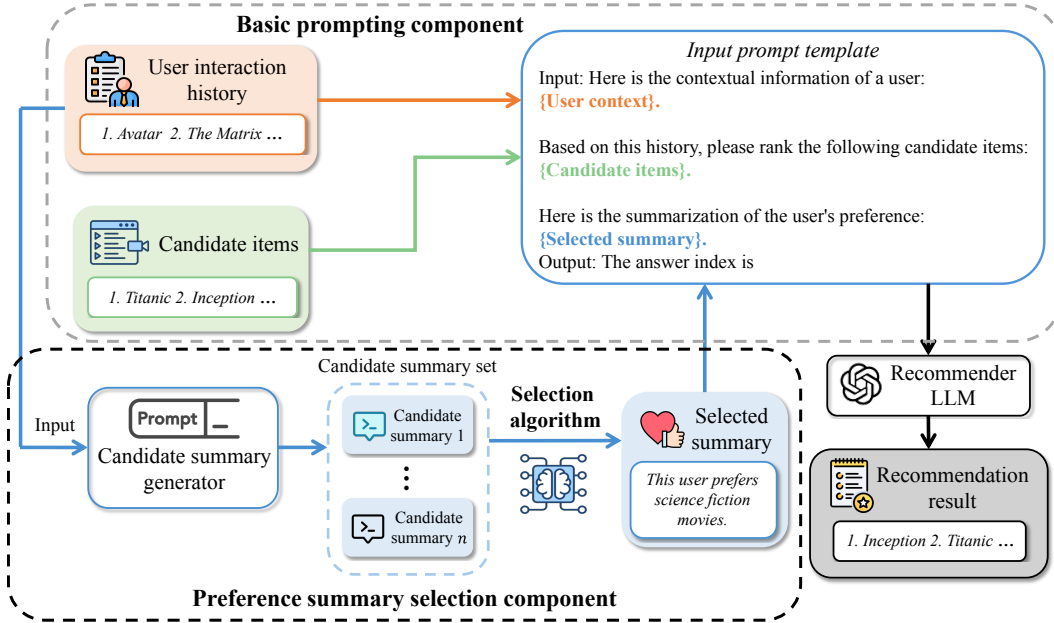 Basic prompting component
User interaction
history
1. Avatar 2. The Matrix ...
Candidate items
1. Titanic 2. Inception ...
Input prompt template
Input: Here is the contextual information of a user:
{User context}.
Based on this history, please rank the following candidate items:
{Candidate items}.
Here is the summarization of the user's preference:
{Selected summary}.
Output: The answer index is
Input
Prompt
Candidate summary
generator
Candidate summary set
Candidate
summary 1
Candidate
summary n
Selection
algorithm
Selected
summary
This user prefers
science fiction
movies.
Preference summary selection component
Recommender
LLM
Recommendation
result
1. Inception 2. Titanic ...